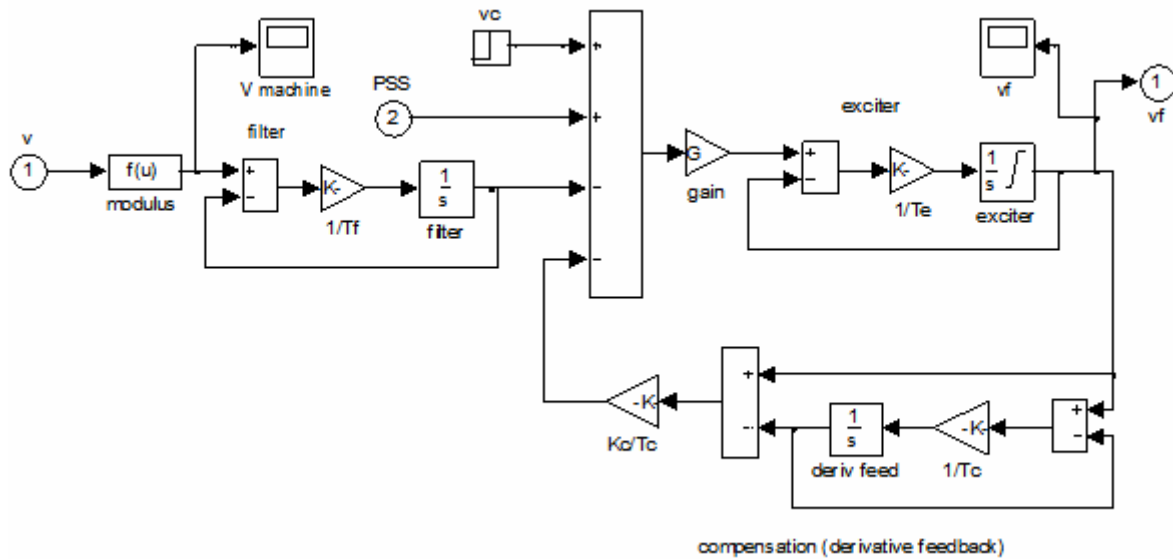 vc
V machine
PSS
2
vf
1
vf
exciter
v
1
filter
f(u)
modulus
+
-
K-
1/Tf
1
s
filter
+
+
-
-
G
gain
+
-
K-
1/Te
1
s
exciter
+
-
-K-
Kc/Tc
1
s
deriv feed
-K-
1/Tc
+
-
compensation (derivative feedback)